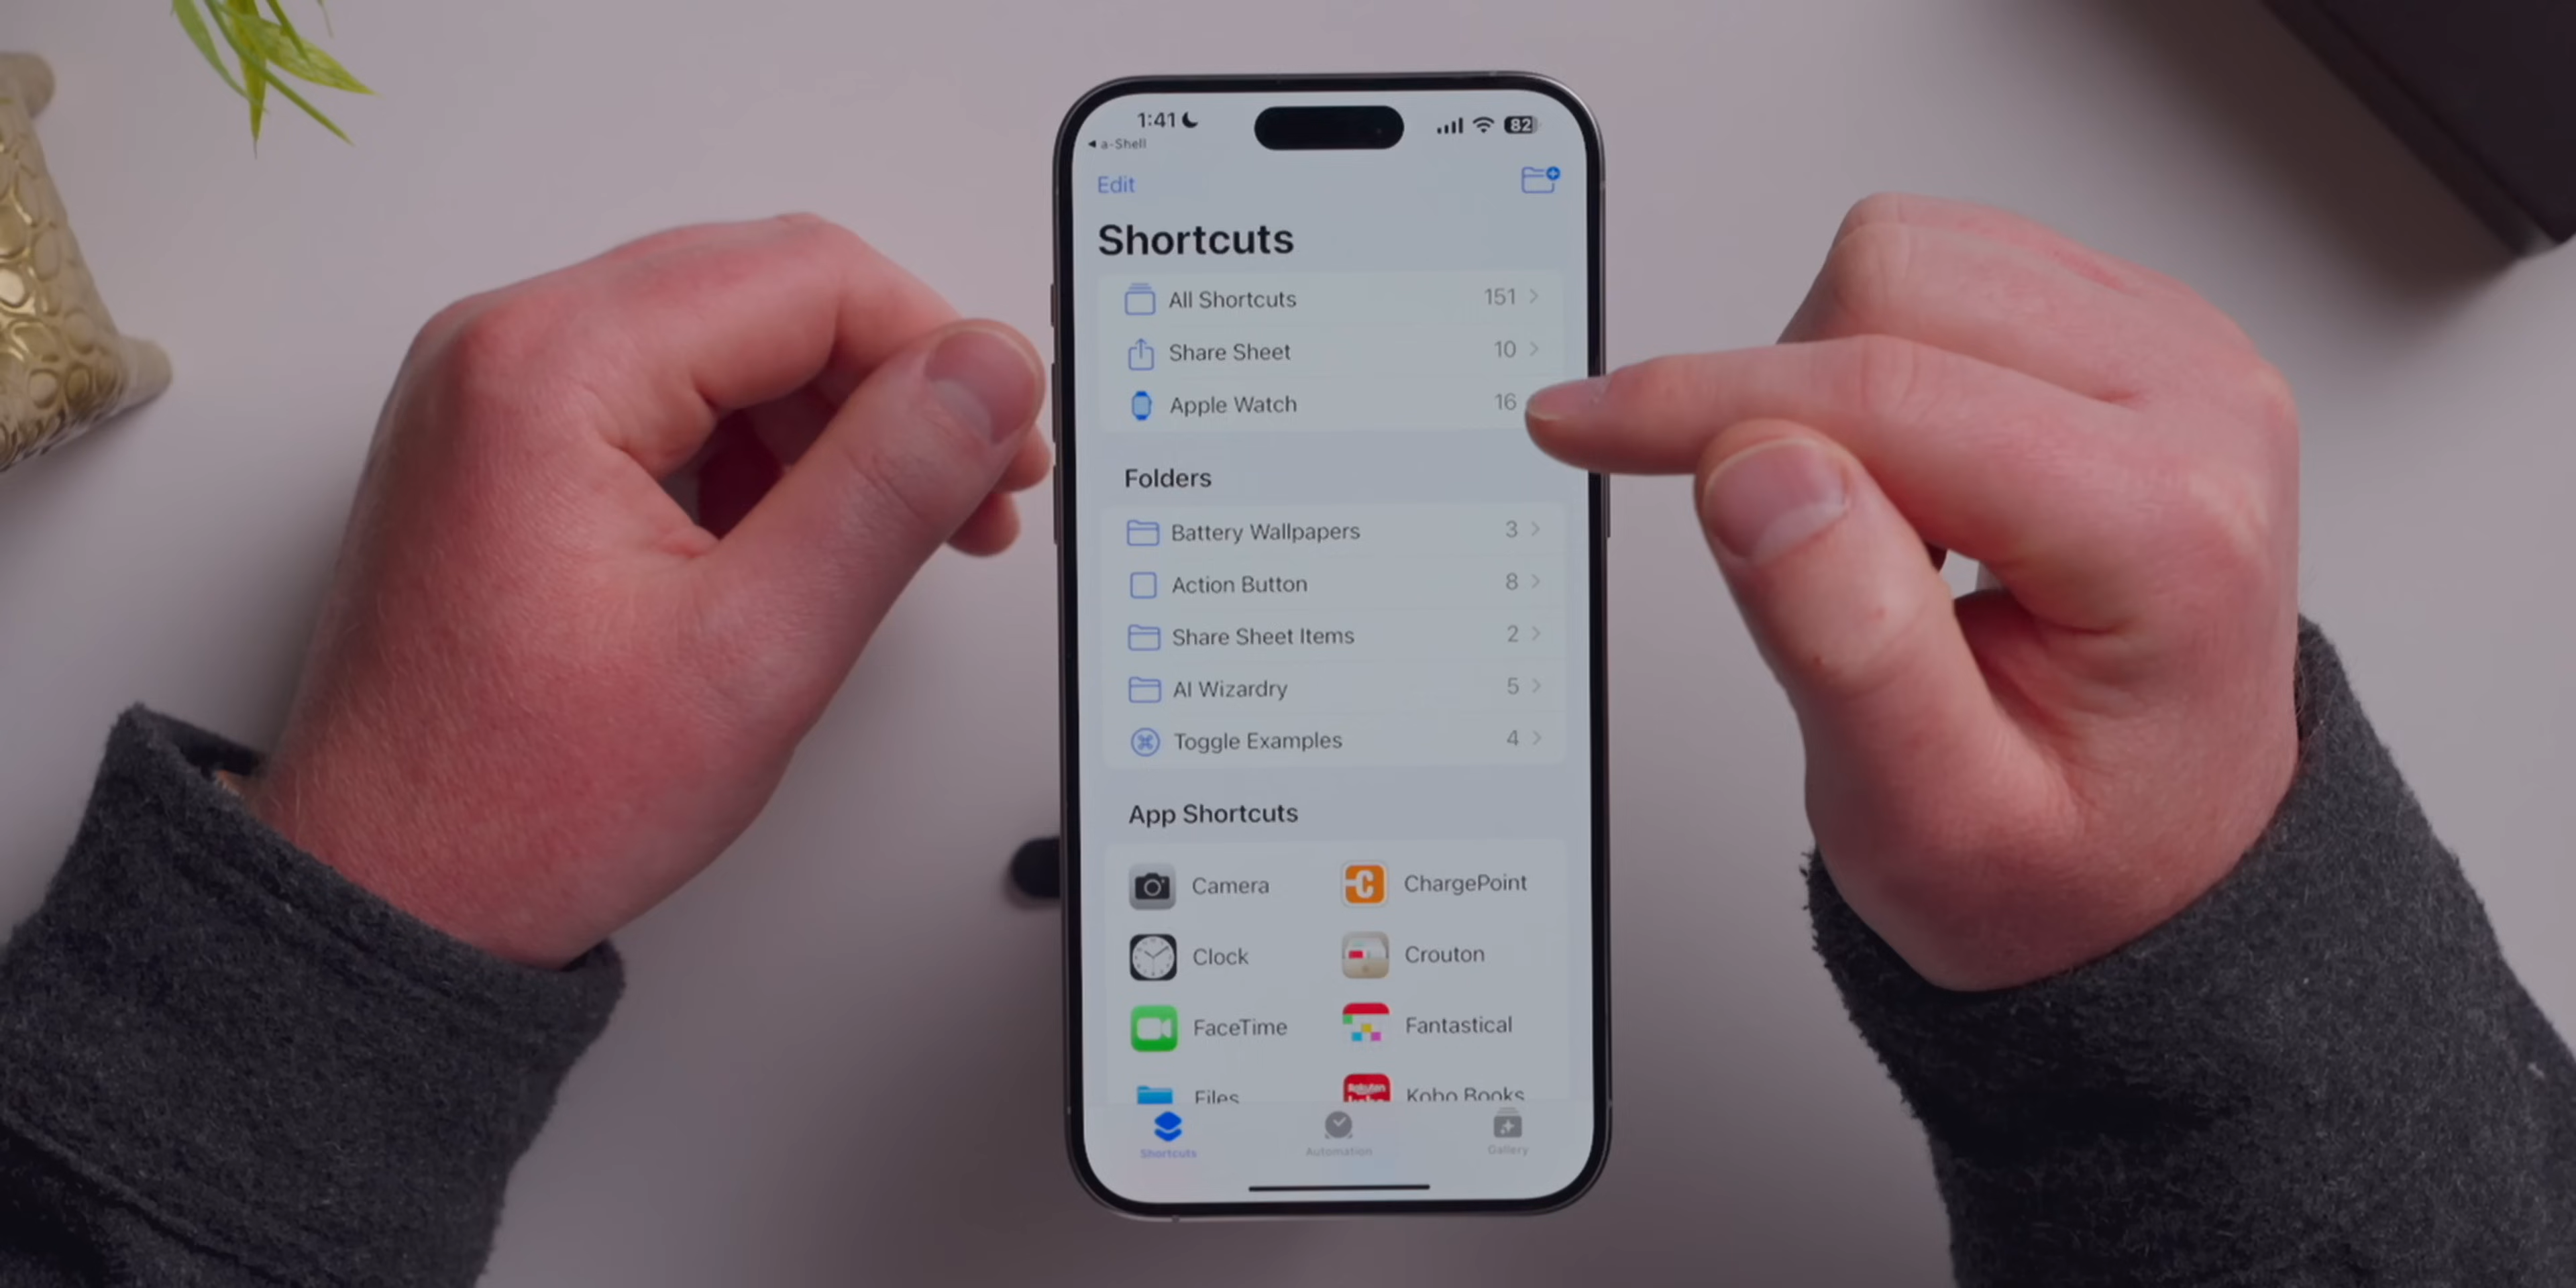 1:41
82
◀ a-Shell
Edit
Shortcuts
All Shortcuts 151
Share Sheet 10
Apple Watch 16
Folders
Battery Wallpapers 3
Action Button 8
Share Sheet Items 2
AI Wizardry 5
Toggle Examples 4
App Shortcuts
Camera
ChargePoint
Clock
Crouton
FaceTime
Fantastical
Files
Rakuten
kobo
Kobo Books
Shortcuts
Automation
Gallery